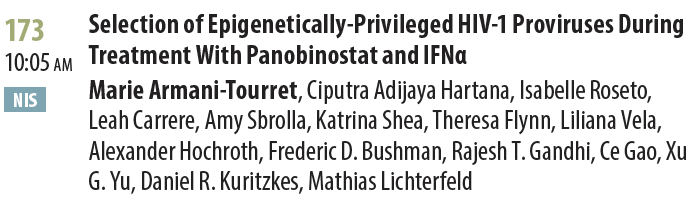 173
10:05 AM
NIS
Selection of Epigenetically-Privileged HIV-1 Proviruses During
Treatment With Panobinostat and IFNα
Marie Armani-Tourret, Ciputra Adijaya Hartana, Isabelle Roseto,
Leah Carrere, Amy Sbrolla, Katrina Shea, Theresa Flynn, Liliana Vela,
Alexander Hochroth, Frederic D. Bushman, Rajesh T. Gandhi, Ce Gao, Xu
G. Yu, Daniel R. Kuritzkes, Mathias Lichterfeld